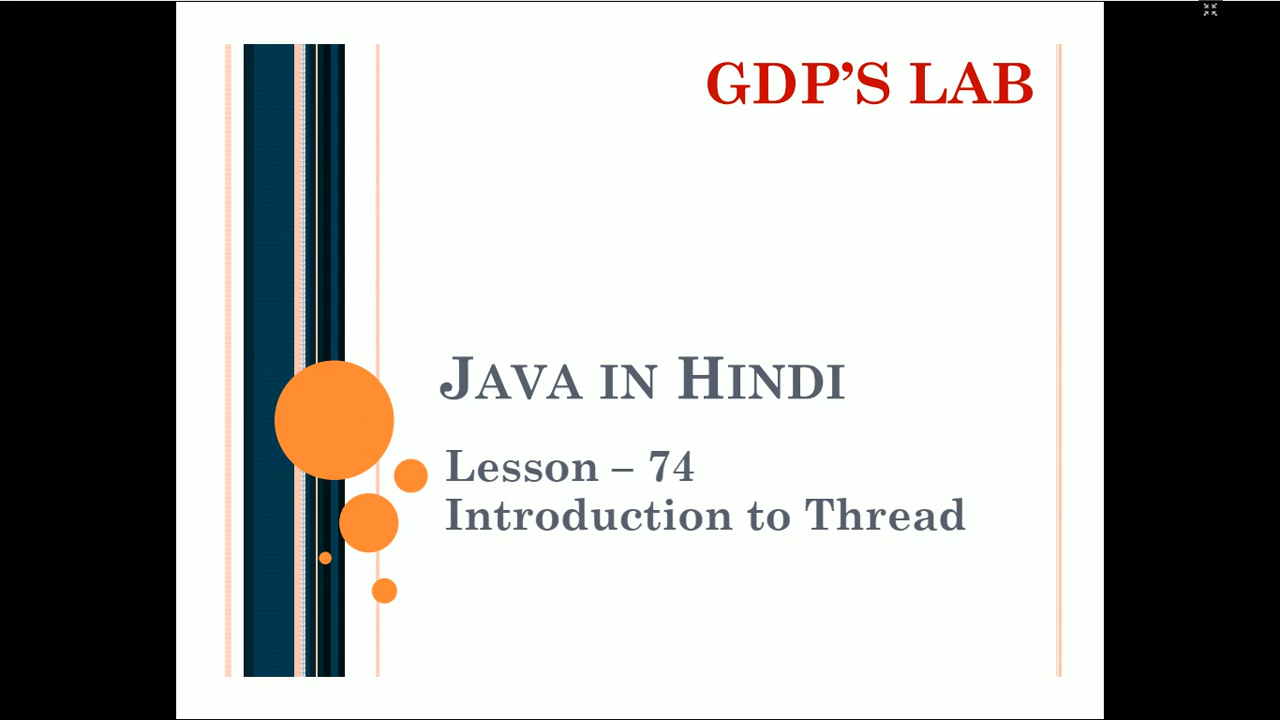 GDP’S LAB
JAVA IN HINDI
Lesson – 74
Introduction to Thread